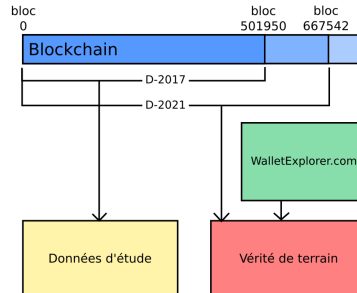 bloc bloc bloc
0 501950 667542
Blockchain
D-2017
D-2021
WalletExplorer.com
Données d'étude
Vérité de terrain